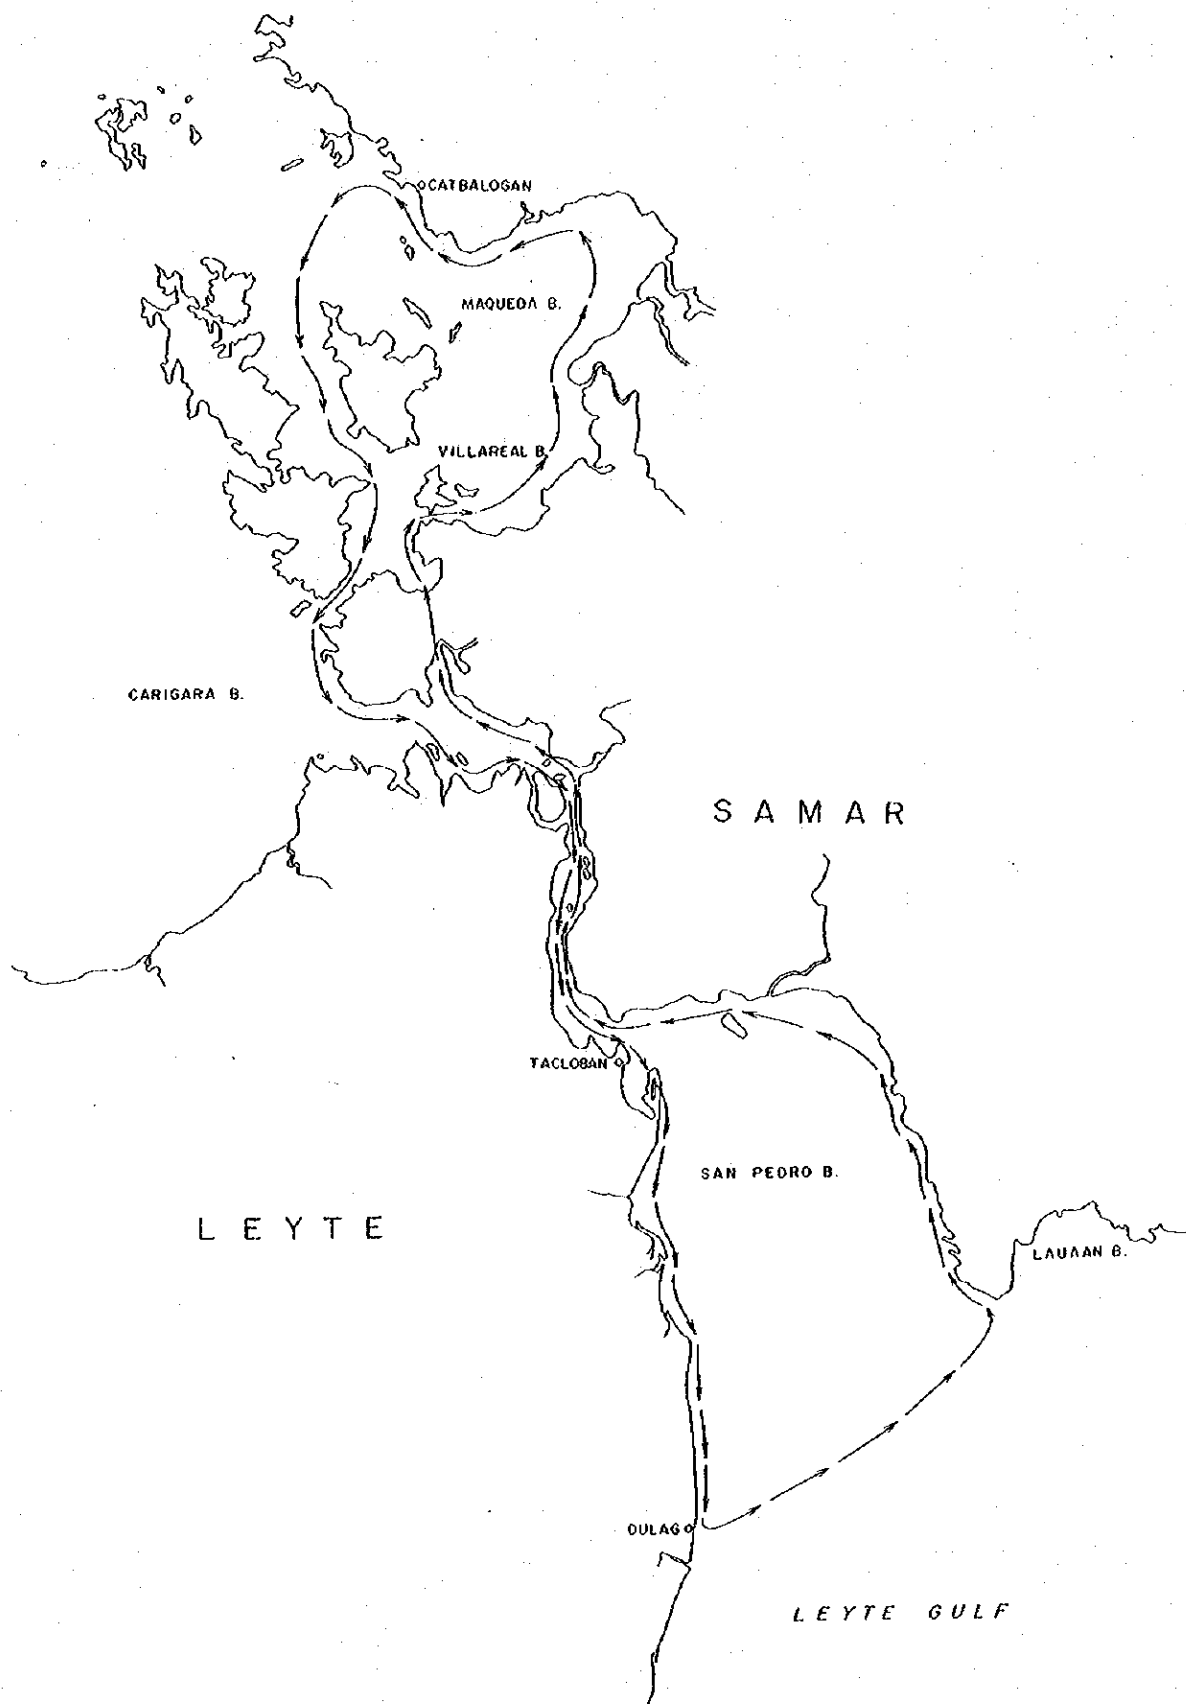 CATBALOGAN
MAQUEDA B.
VILLAREAL B.
CARIGARA B.
SAMAR
TACLOBAN
SAN PEDRO B.
LEYTE
LAUAAN B.
DULAG
LEYTE GULF